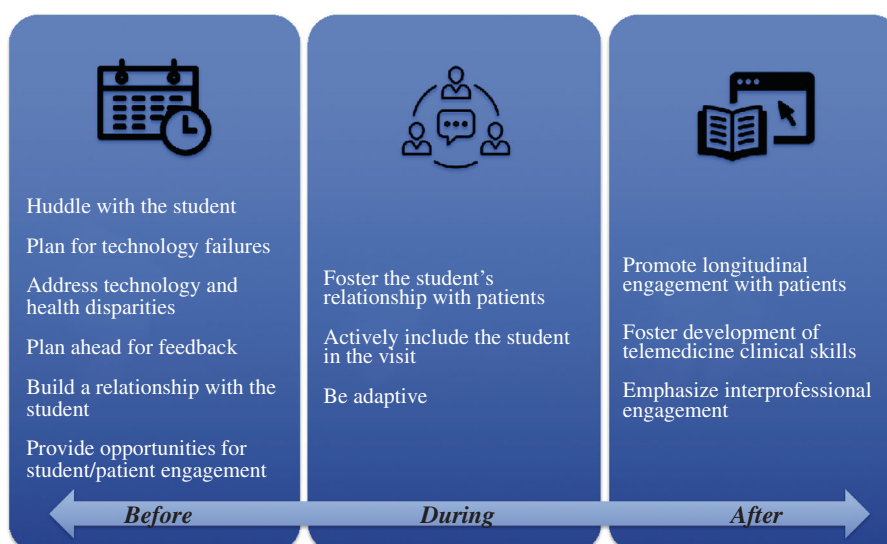 Huddle with the student
Plan for technology failures
Address technology and
health disparities
Plan ahead for feedback
Build a relationship with the
student
Provide opportunities for
student/patient engagement
Foster the student's
relationship with patients
Actively include the student
in the visit
Be adaptive
Promote longitudinal
engagement with patients
Foster development of
telemedicine clinical skills
Emphasize interprofessional
engagement
Before
During
After